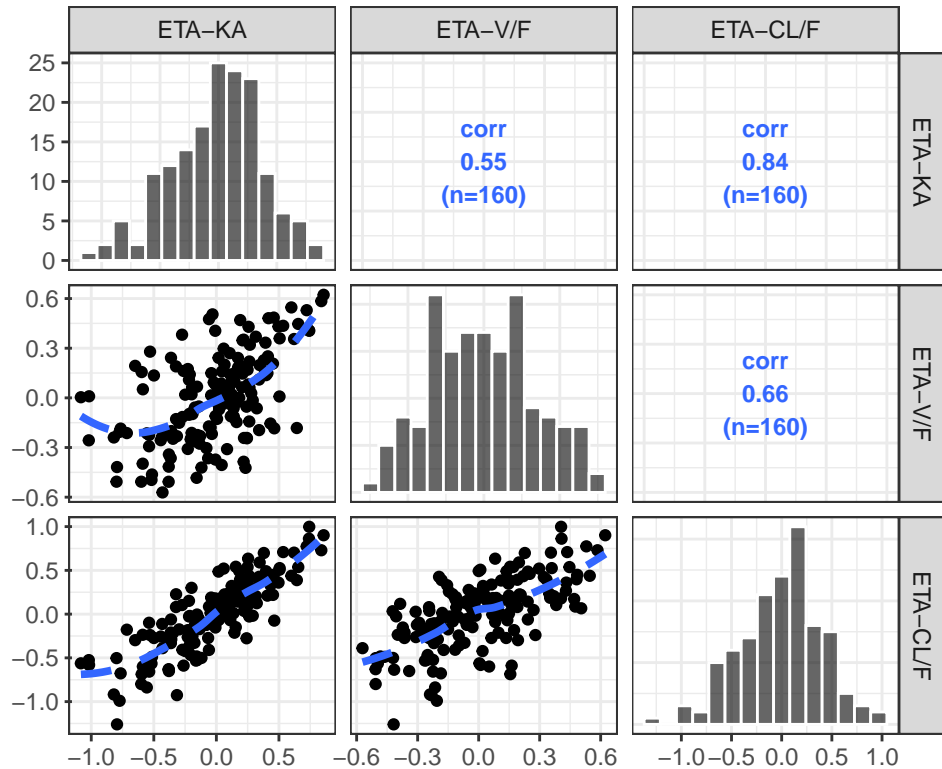 ETA−KA ETA−V/F ETA−CL/F
25
20
15
10
5
0
corr
0.55
(n=160)
corr
0.84
(n=160)
ETA−KA
0.6
0.3
0.0
−0.3
−0.6
corr
0.66
(n=160)
ETA−V/F
1.0
0.5
0.0
−0.5
−1.0
ETA−CL/F
−1.0 −0.5 0.0 0.5 −0.6 −0.3 0.0 0.3 0.6 −1.0 −0.5 0.0 0.5 1.0